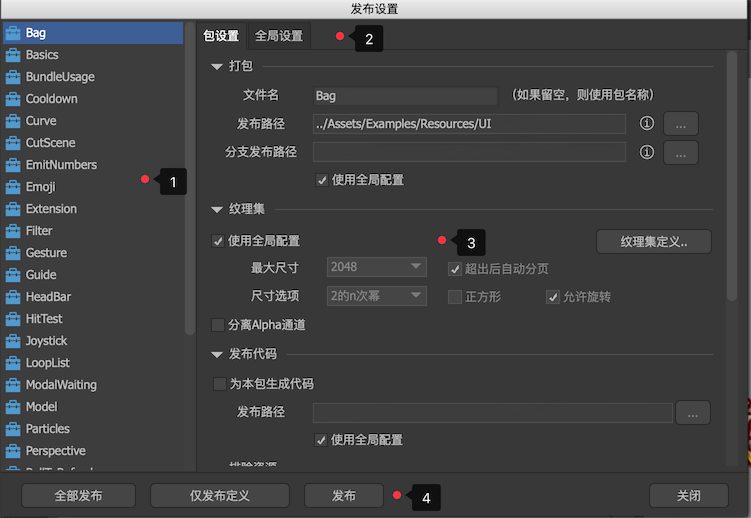 发布设置
Bag
Basics
BundleUsage
Cooldown
Curve
CutScene
EmitNumbers
Emoji
Extension
Filter
Gesture
Guide
HeadBar
HitTest
Joystick
LoopList
ModalWaiting
Model
Particles
Perspective
1
包设置 全局设置 2
打包
文件名 Bag (如果留空，则使用包名称)
发布路径 ../Assets/Examples/Resources/UI ...
分支发布路径 ...
使用全局配置
纹理集
使用全局配置 3 纹理集定义..
最大尺寸 2048 超出后自动分页
尺寸选项 2的n次幂 正方形 允许旋转
分离Alpha通道
发布代码
为本包生成代码
发布路径 ...
使用全局配置
排除资源
全部发布 仅发布定义 发布 4 关闭